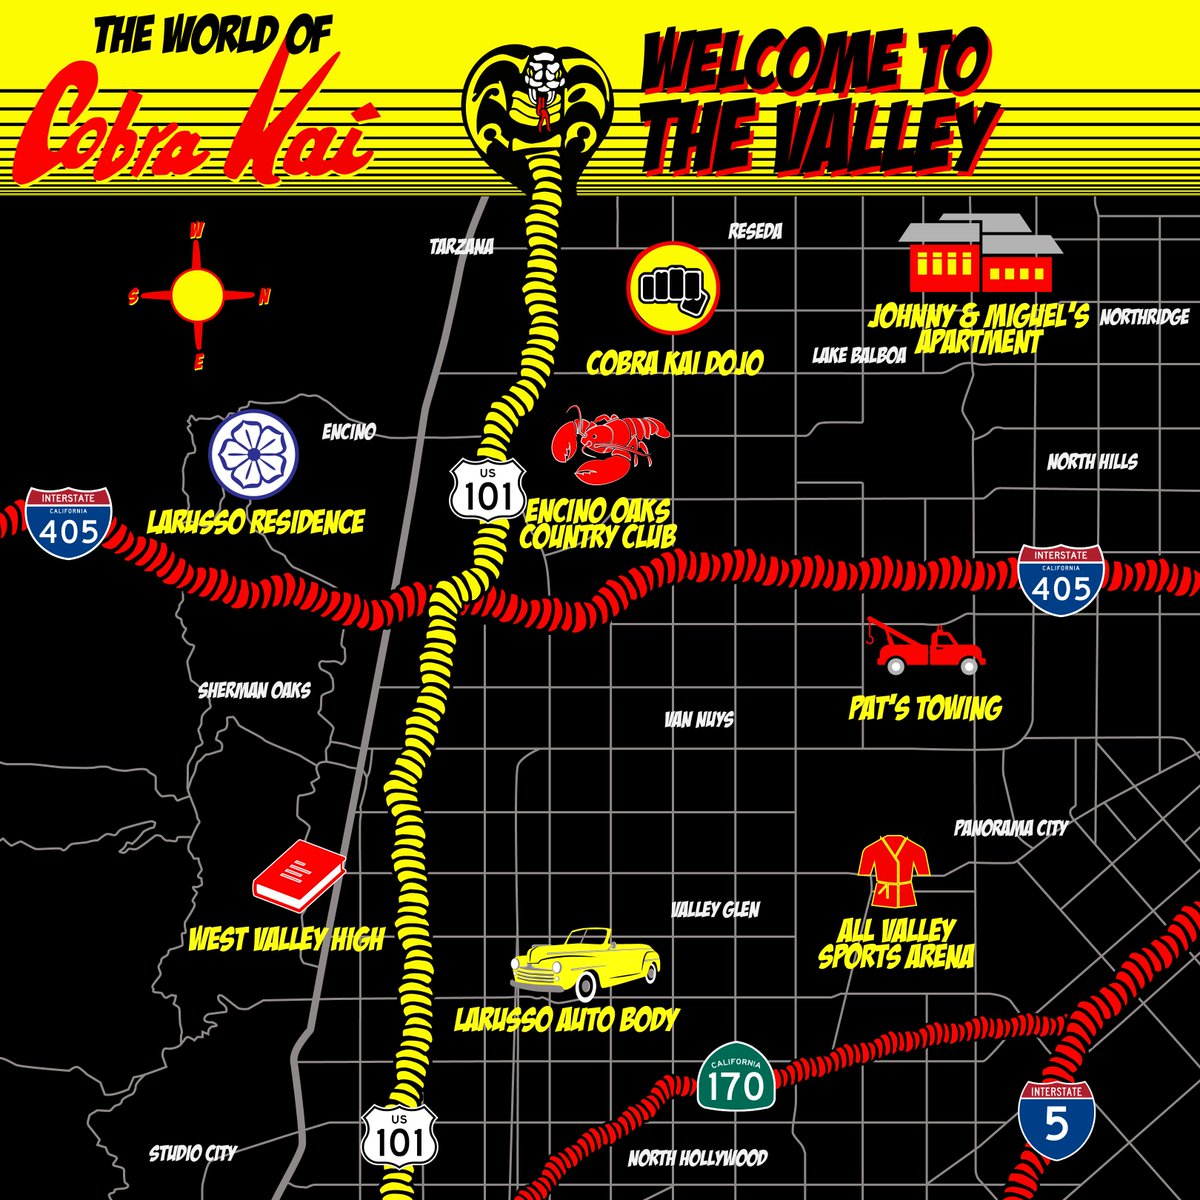 THE WORLD OF
Cobra Kai
WELCOME TO
THE VALLEY
W
S
N
E
TARZANA
RESEDA
JOHNNY & MIGUEL'S
APARTMENT
NORTHRIDGE
COBRA KAI DOJO
LAKE BALBOA
ENCINO
NORTH HILLS
US
101
INTERSTATE
CALIFORNIA
405
LARUSSO RESIDENCE
ENCINO OAKS
COUNTRY CLUB
INTERSTATE
CALIFORNIA
405
SHERMAN OAKS
VAN NUYS
PAT'S TOWING
PANORAMA CITY
VALLEY GLEN
WEST VALLEY HIGH
ALL VALLEY
SPORTS ARENA
LARUSSO AUTO BODY
CALIFORNIA
170
INTERSTATE
5
US
101
STUDIO CITY
NORTH HOLLYWOOD